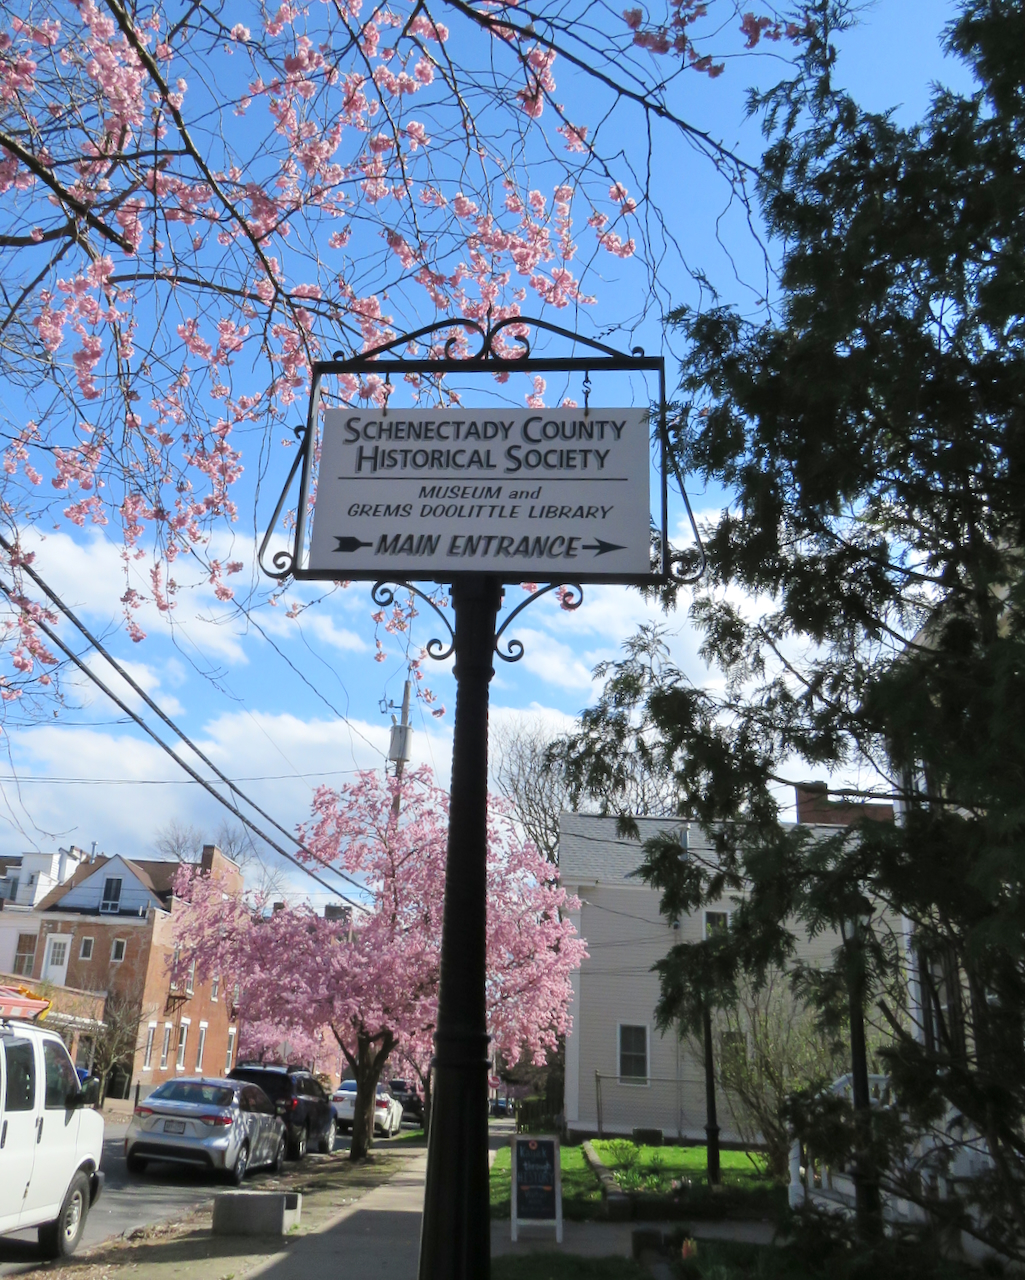 SCHENECTADY COUNTY
HISTORICAL SOCIETY
MUSEUM and
GREMS DOOLITTLE LIBRARY
MAIN ENTRANCE